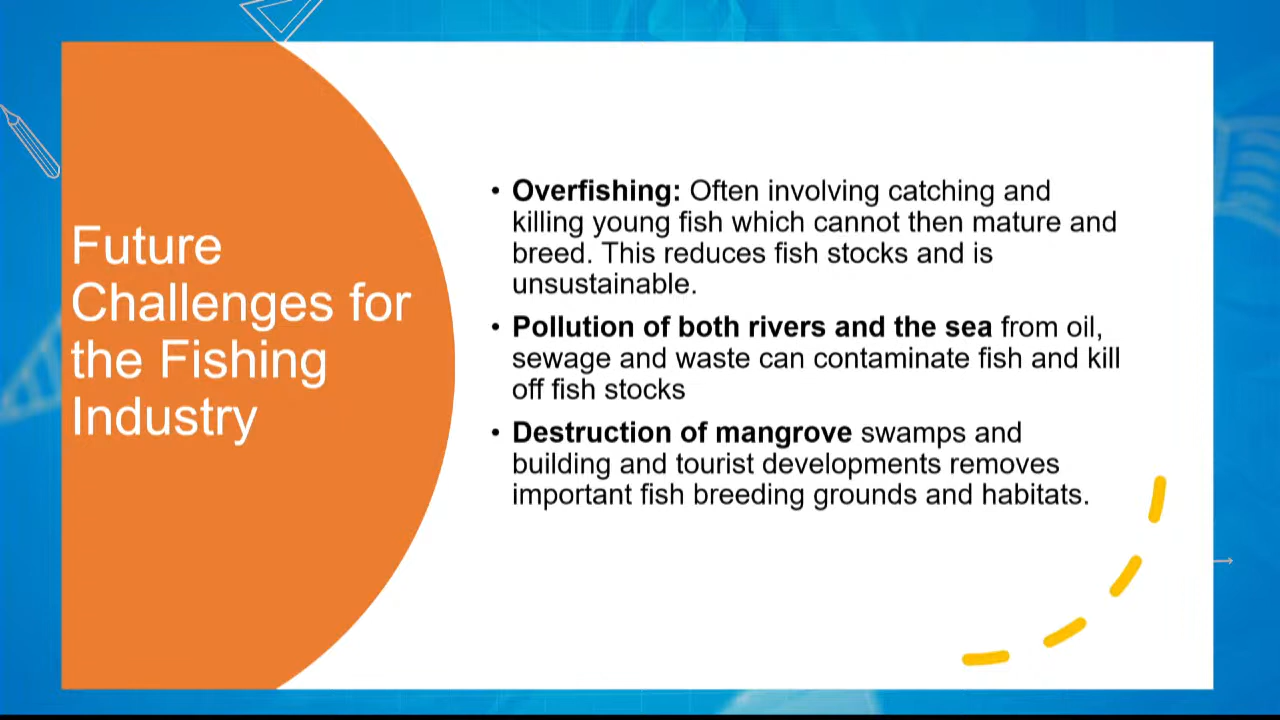 Future
Challenges for
the Fishing
Industry
• Overfishing: Often involving catching and
killing young fish which cannot then mature and
breed. This reduces fish stocks and is
unsustainable.
• Pollution of both rivers and the sea from oil,
sewage and waste can contaminate fish and kill
off fish stocks
• Destruction of mangrove swamps and
building and tourist developments removes
important fish breeding grounds and habitats.